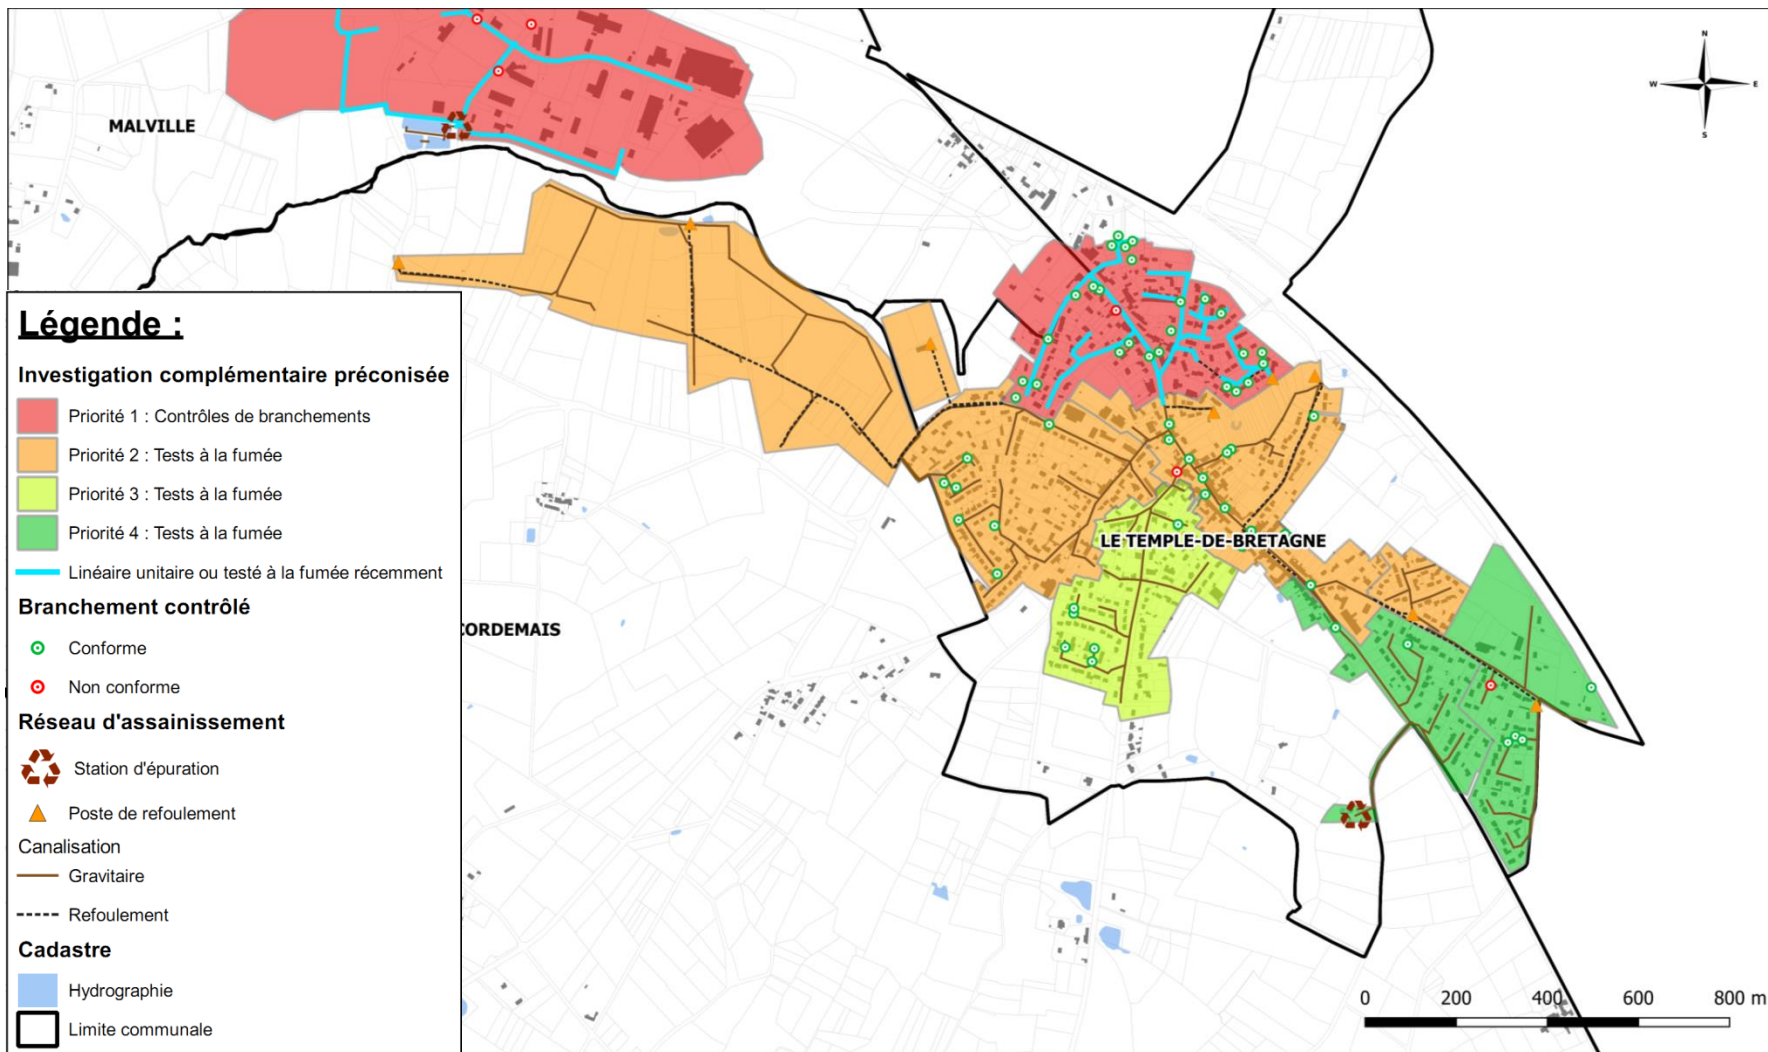 MALVILLE
N
W
E
S
Légende :
Investigation complémentaire préconisée
Priorité 1 : Contrôles de branchements
Priorité 2 : Tests à la fumée
Priorité 3 : Tests à la fumée
Priorité 4 : Tests à la fumée
Linéaire unitaire ou testé à la fumée récemment
Branchement contrôlé
Conforme
Non conforme
Réseau d'assainissement
Station d'épuration
Poste de refoulement
Canalisation
Gravitaire
Refoulement
Cadastre
Hydrographie
Limite communale
LE TEMPLE-DE-BRETAGNE
CORDEMAIS
0 200 400 600 800 m